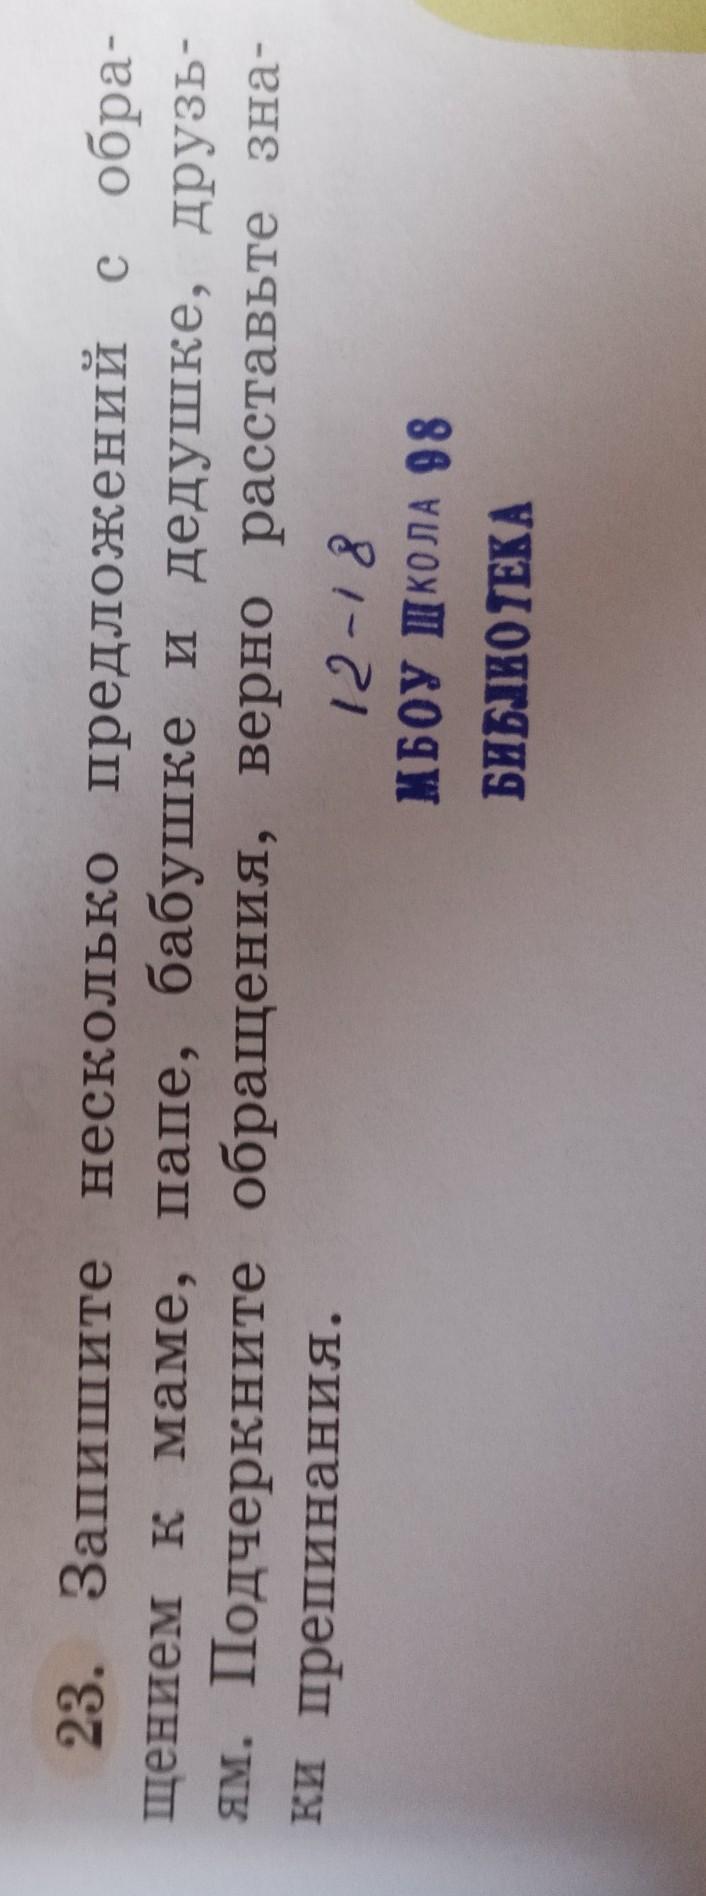 23. Запишите несколько предложений с обра-
щением к маме, папе, бабушке и дедушке, друзь-
ям. Подчеркните обращения, верно расставьте зна-
ки препинания.
12-18
МБОУ Школа 98
БИБЛИОТЕКА